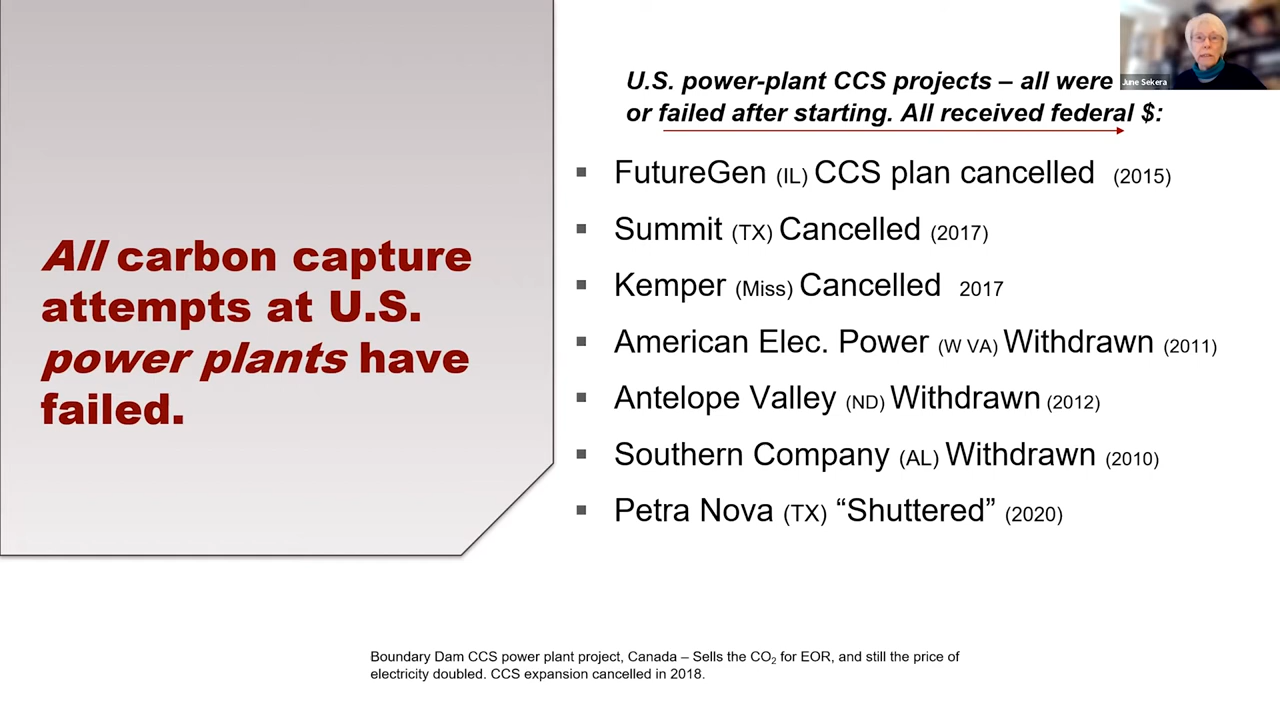 All carbon capture
attempts at U.S.
power plants have
failed.
U.S. power-plant CCS projects – all were
or failed after starting. All received federal $:
▪ FutureGen (IL) CCS plan cancelled (2015)
▪ Summit (TX) Cancelled (2017)
▪ Kemper (Miss) Cancelled 2017
▪ American Elec. Power (W VA) Withdrawn (2011)
▪ Antelope Valley (ND) Withdrawn (2012)
▪ Southern Company (AL) Withdrawn (2010)
▪ Petra Nova (TX) “Shuttered” (2020)
Boundary Dam CCS power plant project, Canada – Sells the CO₂ for EOR, and still the price of
electricity doubled. CCS expansion cancelled in 2018.
June Sekera